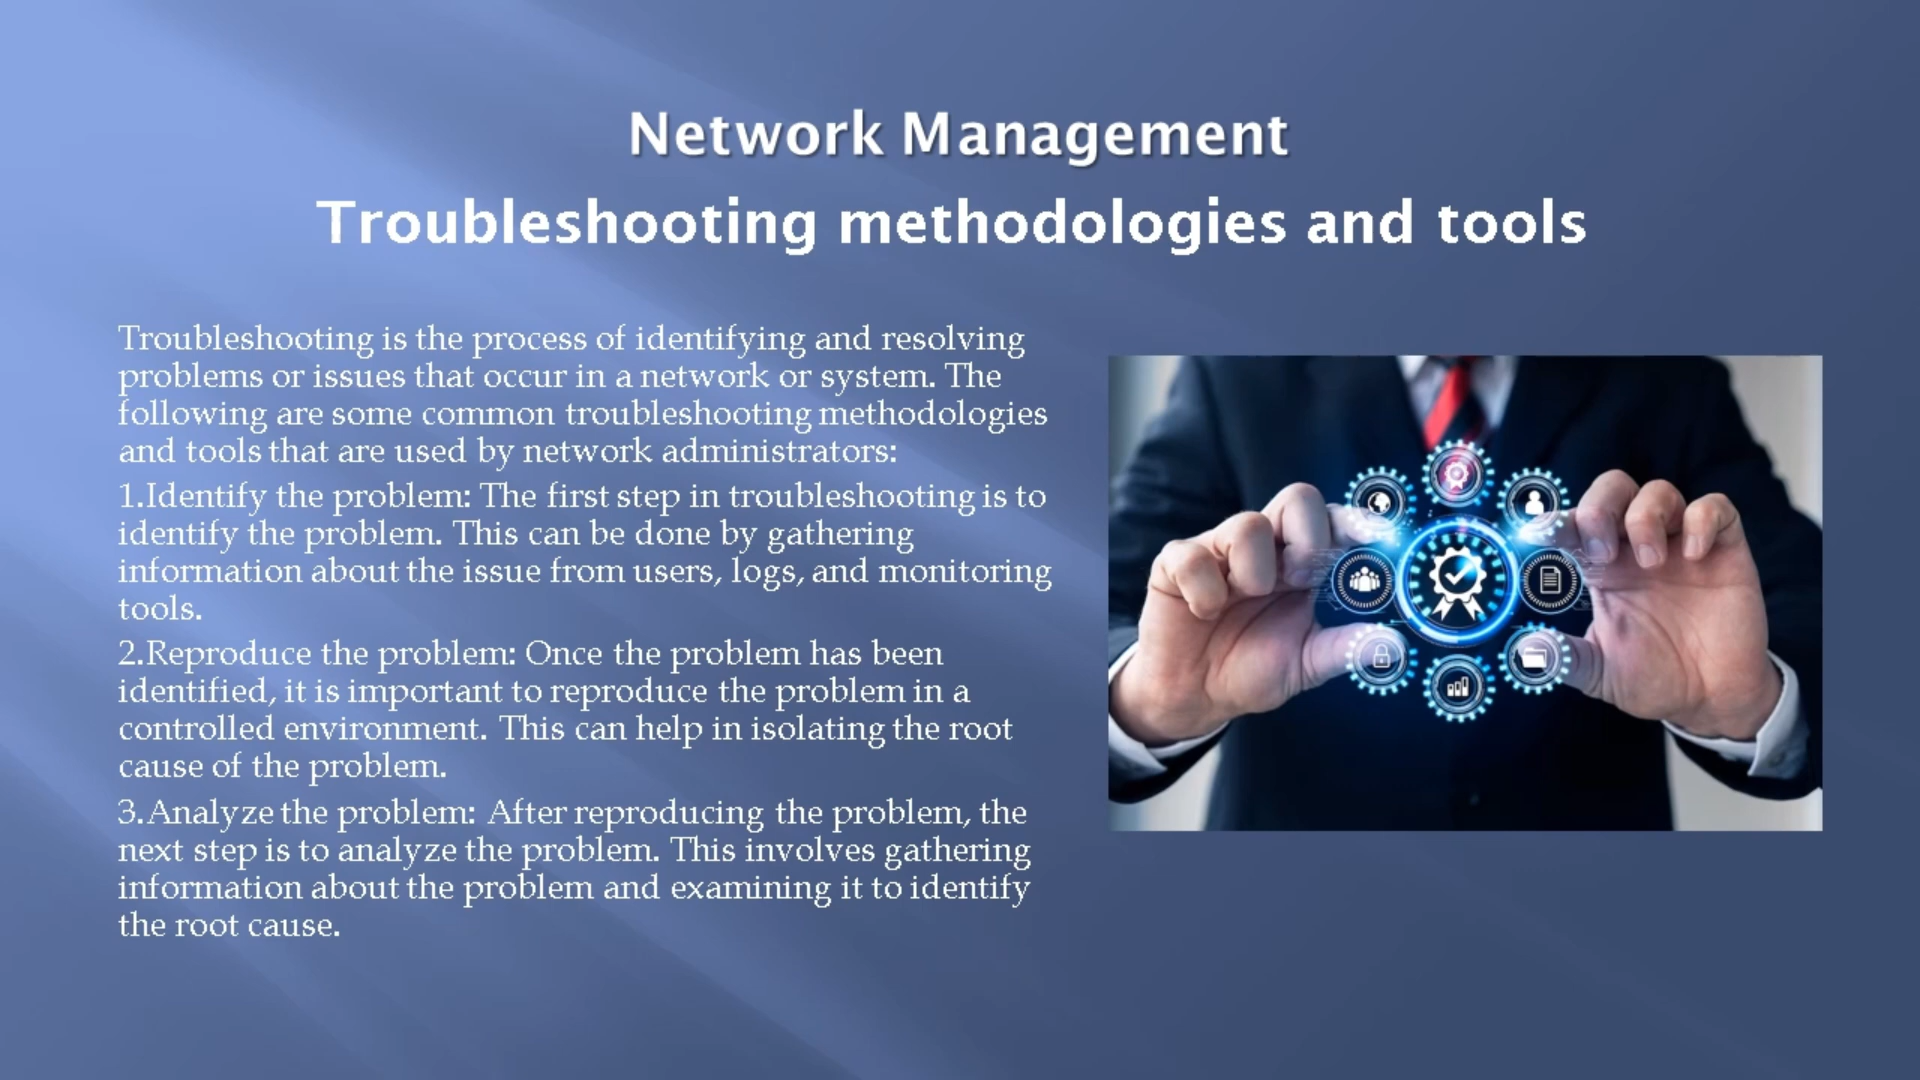 Network Management
Troubleshooting methodologies and tools
Troubleshooting is the process of identifying and resolving
problems or issues that occur in a network or system. The
following are some common troubleshooting methodologies
and tools that are used by network administrators:
1.Identify the problem: The first step in troubleshooting is to
identify the problem. This can be done by gathering
information about the issue from users, logs, and monitoring
tools.
2.Reproduce the problem: Once the problem has been
identified, it is important to reproduce the problem in a
controlled environment. This can help in isolating the root
cause of the problem.
3.Analyze the problem: After reproducing the problem, the
next step is to analyze the problem. This involves gathering
information about the problem and examining it to identify
the root cause.